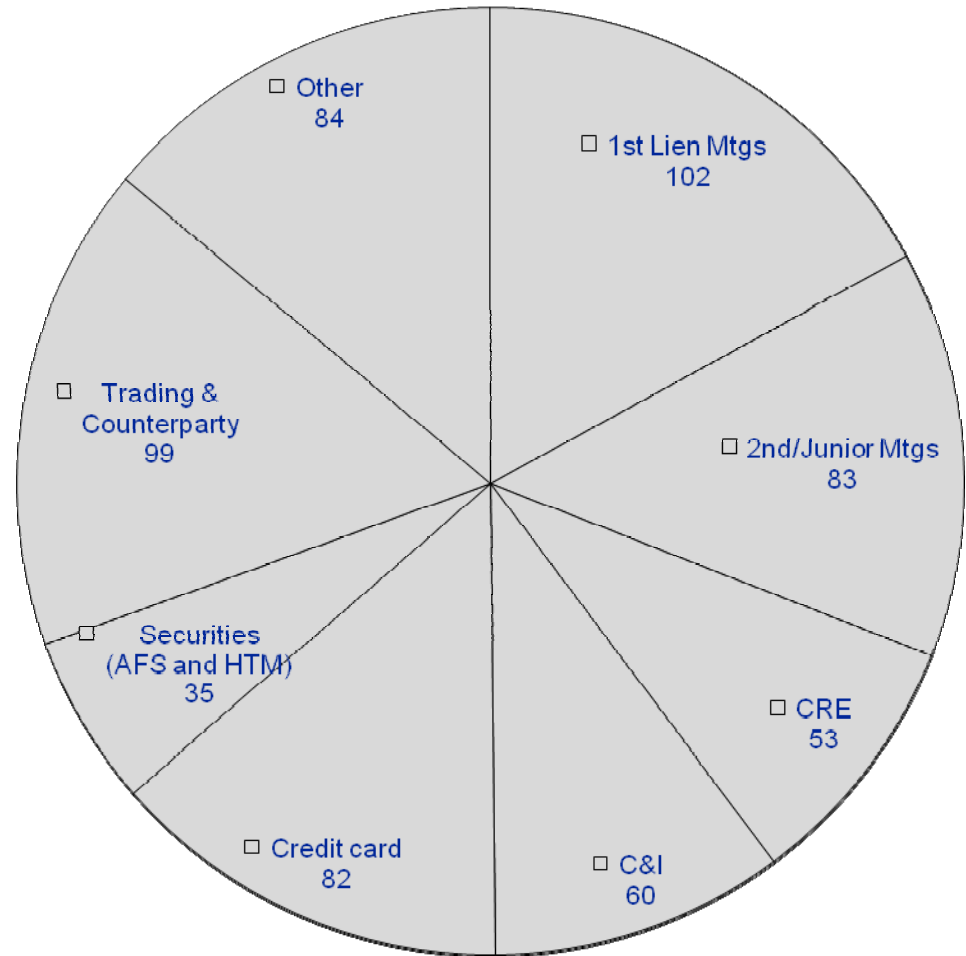 Other
84
1st Lien Mtgs
102
Trading &
Counterparty
99
2nd/Junior Mtgs
83
Securities
(AFS and HTM)
35
CRE
53
Credit card
82
C&I
60